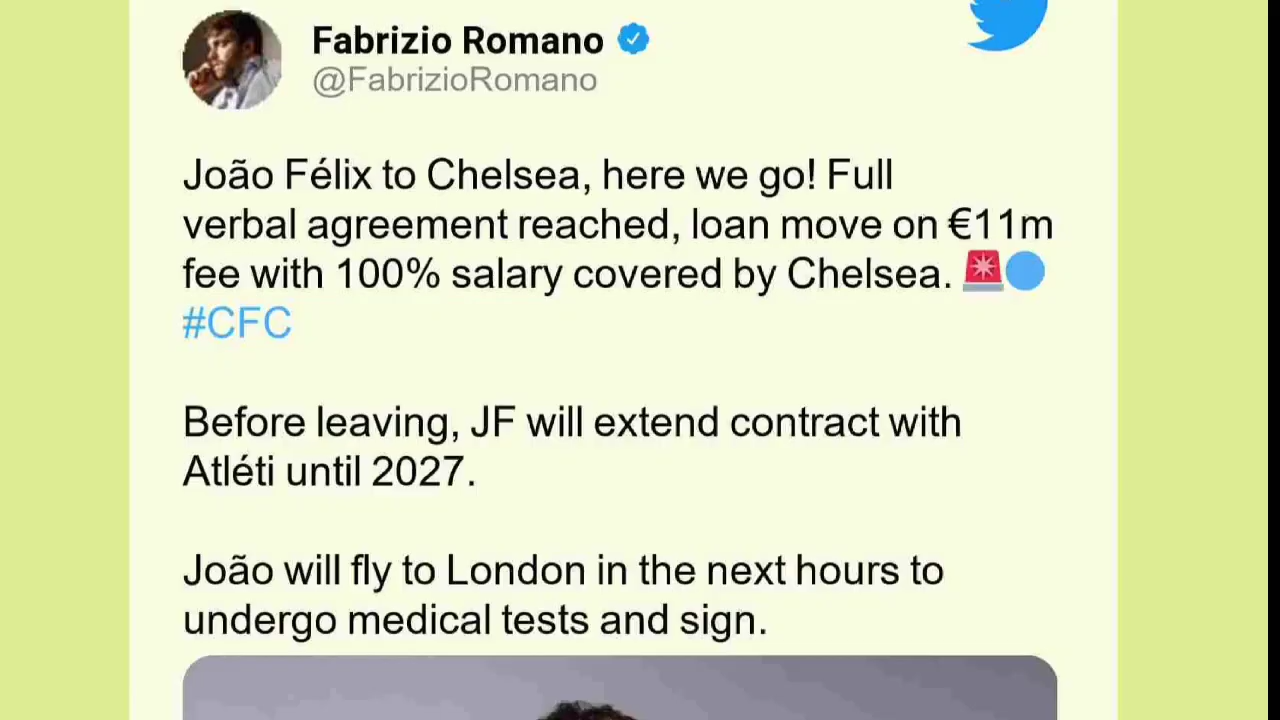 Fabrizio Romano
@FabrizioRomano
João Félix to Chelsea, here we go! Full
verbal agreement reached, loan move on €11m
fee with 100% salary covered by Chelsea. 🚨🔵
#CFC
Before leaving, JF will extend contract with
Atléti until 2027.
João will fly to London in the next hours to
undergo medical tests and sign.